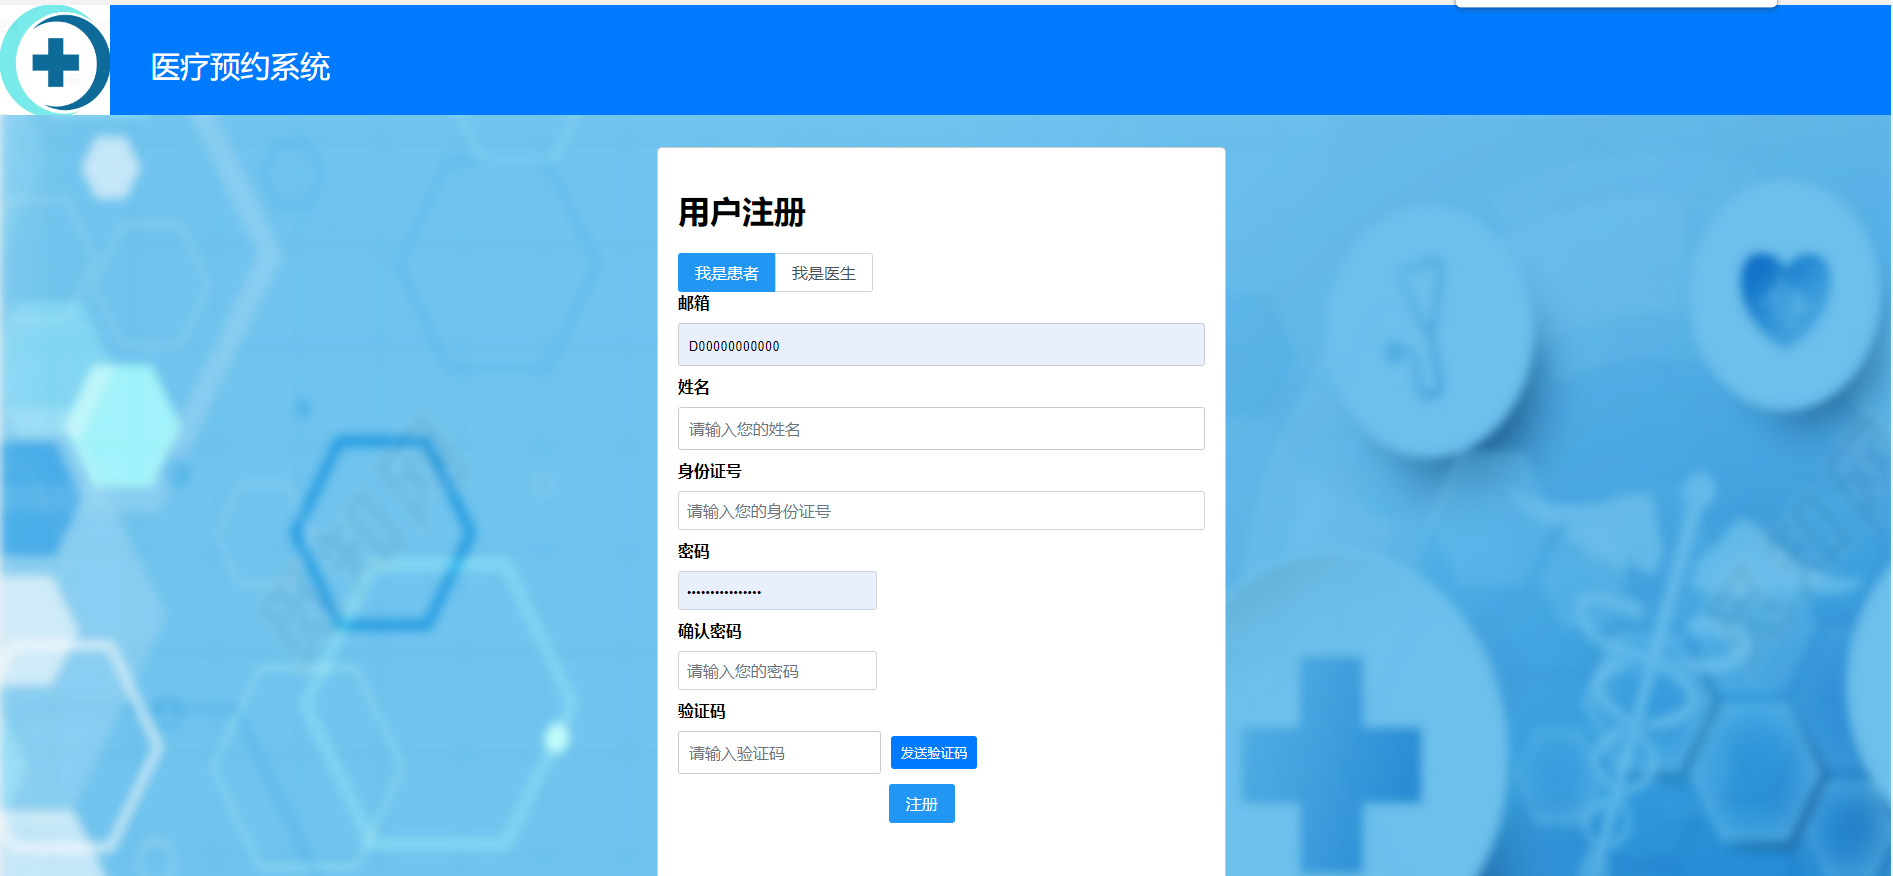 医疗预约系统
用户注册
我是患者 我是医生
邮箱
D00000000000
姓名
请输入您的姓名
身份证号
请输入您的身份证号
密码
••••••••••••••••
确认密码
请输入您的密码
验证码
请输入验证码 发送验证码
注册